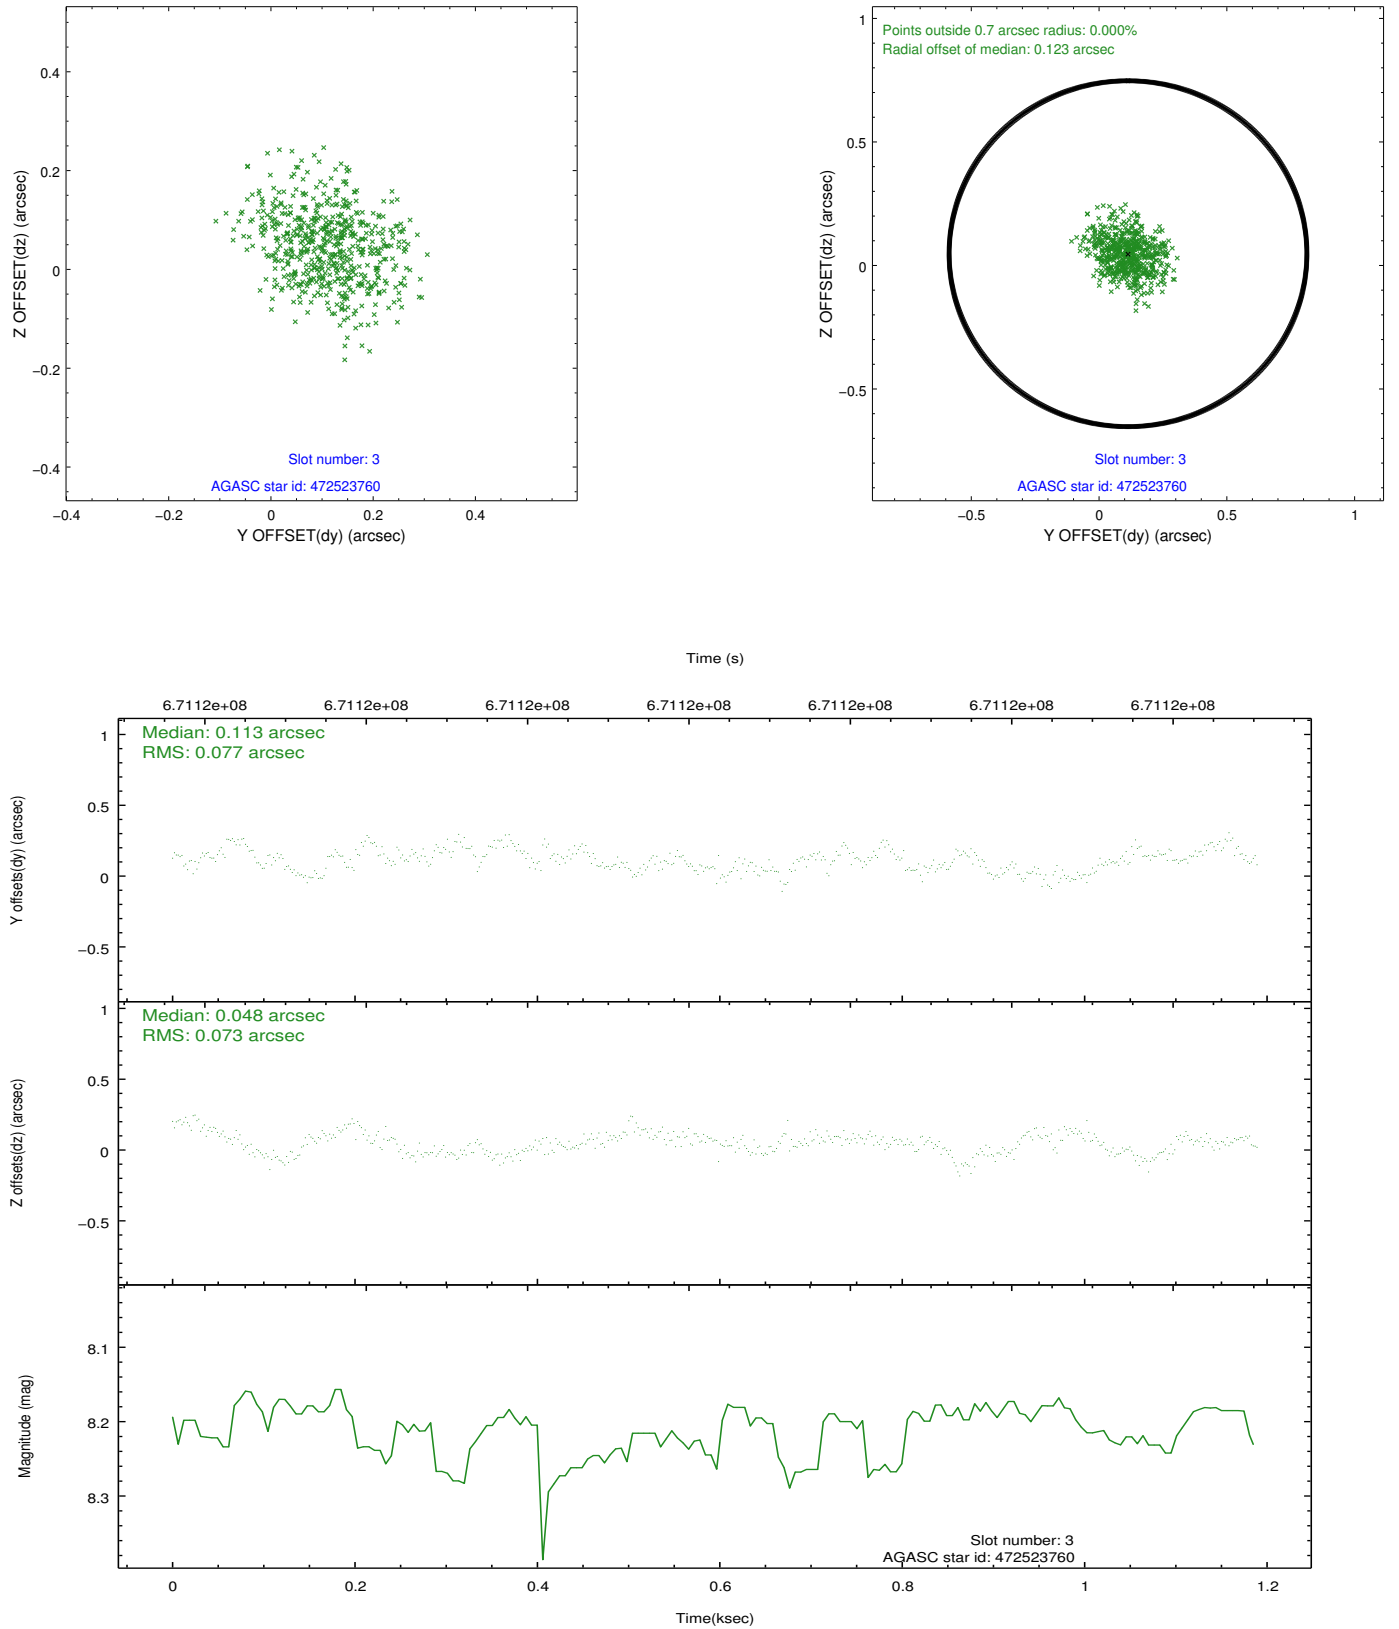 0.4
0.2
0
−0.2
−0.4
Z OFFSET(dz) (arcsec)
Slot number: 3
AGASC star id: 472523760
−0.4 −0.2 0 0.2 0.4
Y OFFSET(dy) (arcsec)
Points outside 0.7 arcsec radius: 0.000%
Radial offset of median: 0.123 arcsec
1
0.5
0
−0.5
Z OFFSET(dz) (arcsec)
Slot number: 3
AGASC star id: 472523760
−0.5 0 0.5 1
Y OFFSET(dy) (arcsec)
Time (s)
6.7112e+08 6.7112e+08 6.7112e+08 6.7112e+08 6.7112e+08 6.7112e+08 6.7112e+08
Median: 0.113 arcsec
RMS: 0.077 arcsec
1
0.5
0
−0.5
Y offsets(dy) (arcsec)
Median: 0.048 arcsec
RMS: 0.073 arcsec
1
0.5
0
−0.5
Z offsets(dz) (arcsec)
8.1
8.2
8.3
Magnitude (mag)
Slot number: 3
AGASC star id: 472523760
0 0.2 0.4 0.6 0.8 1 1.2
Time(ksec)